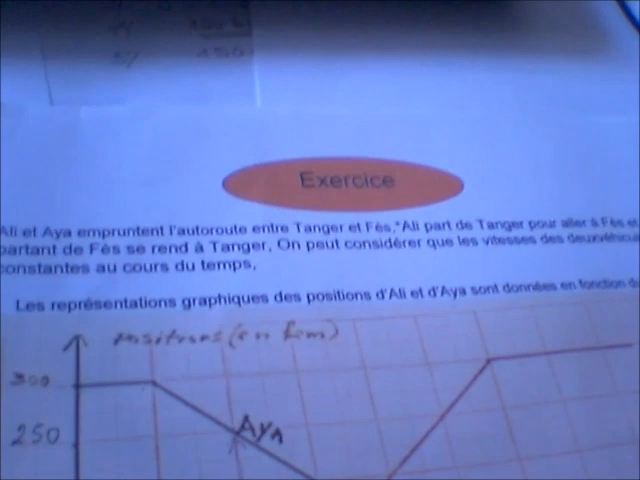 Exercice
Ali et Aya empruntent l'autoroute entre Tanger et Fès,"Ali part de Tanger pour aller à Fès et
partant de Fès se rend à Tanger, On peut considérer que les vitesses des
constantes au cours du temps,
Les représentations graphiques des positions d'Ali et d'Aya sont données en fonction
Positions (en km)
300
Aya
250